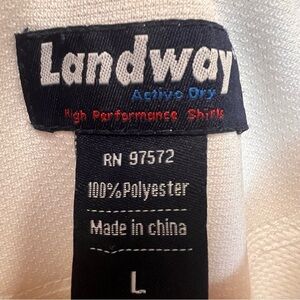 Landway
Active Dry
High Performance Shirts
RN 97572
100%Polyester
Made in china
L